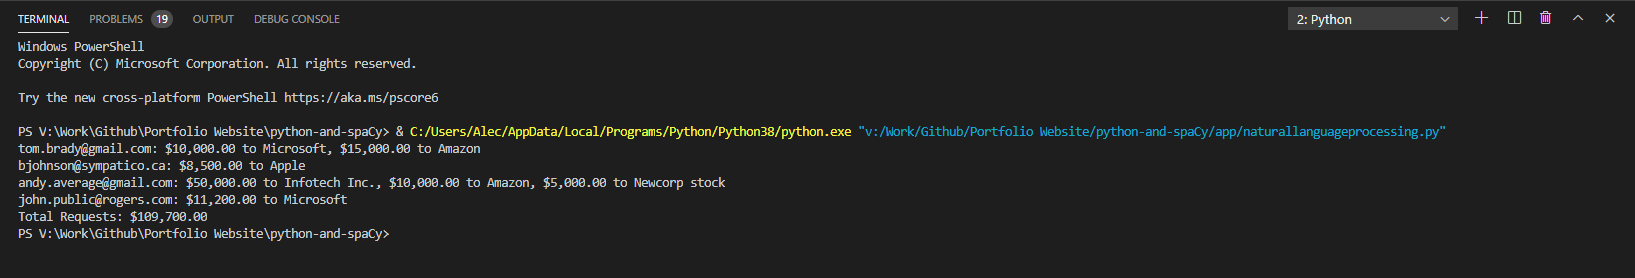 TERMINAL PROBLEMS 19 OUTPUT DEBUG CONSOLE 2: Python
Windows PowerShell
Copyright (C) Microsoft Corporation. All rights reserved.
Try the new cross-platform PowerShell https://aka.ms/pscore6
PS V:\Work\Github\Portfolio Website\python-and-spaCy> & C:/Users/Alec/AppData/Local/Programs/Python/Python38/python.exe "v:/Work/Github/Portfolio Website/python-and-spaCy/app/naturallanguageprocessing.py"
tom.brady@gmail.com: $10,000.00 to Microsoft, $15,000.00 to Amazon
bjohnson@sympatico.ca: $8,500.00 to Apple
andy.average@gmail.com: $50,000.00 to Infotech Inc., $10,000.00 to Amazon, $5,000.00 to Newcorp stock
john.public@rogers.com: $11,200.00 to Microsoft
Total Requests: $109,700.00
PS V:\Work\Github\Portfolio Website\python-and-spaCy>